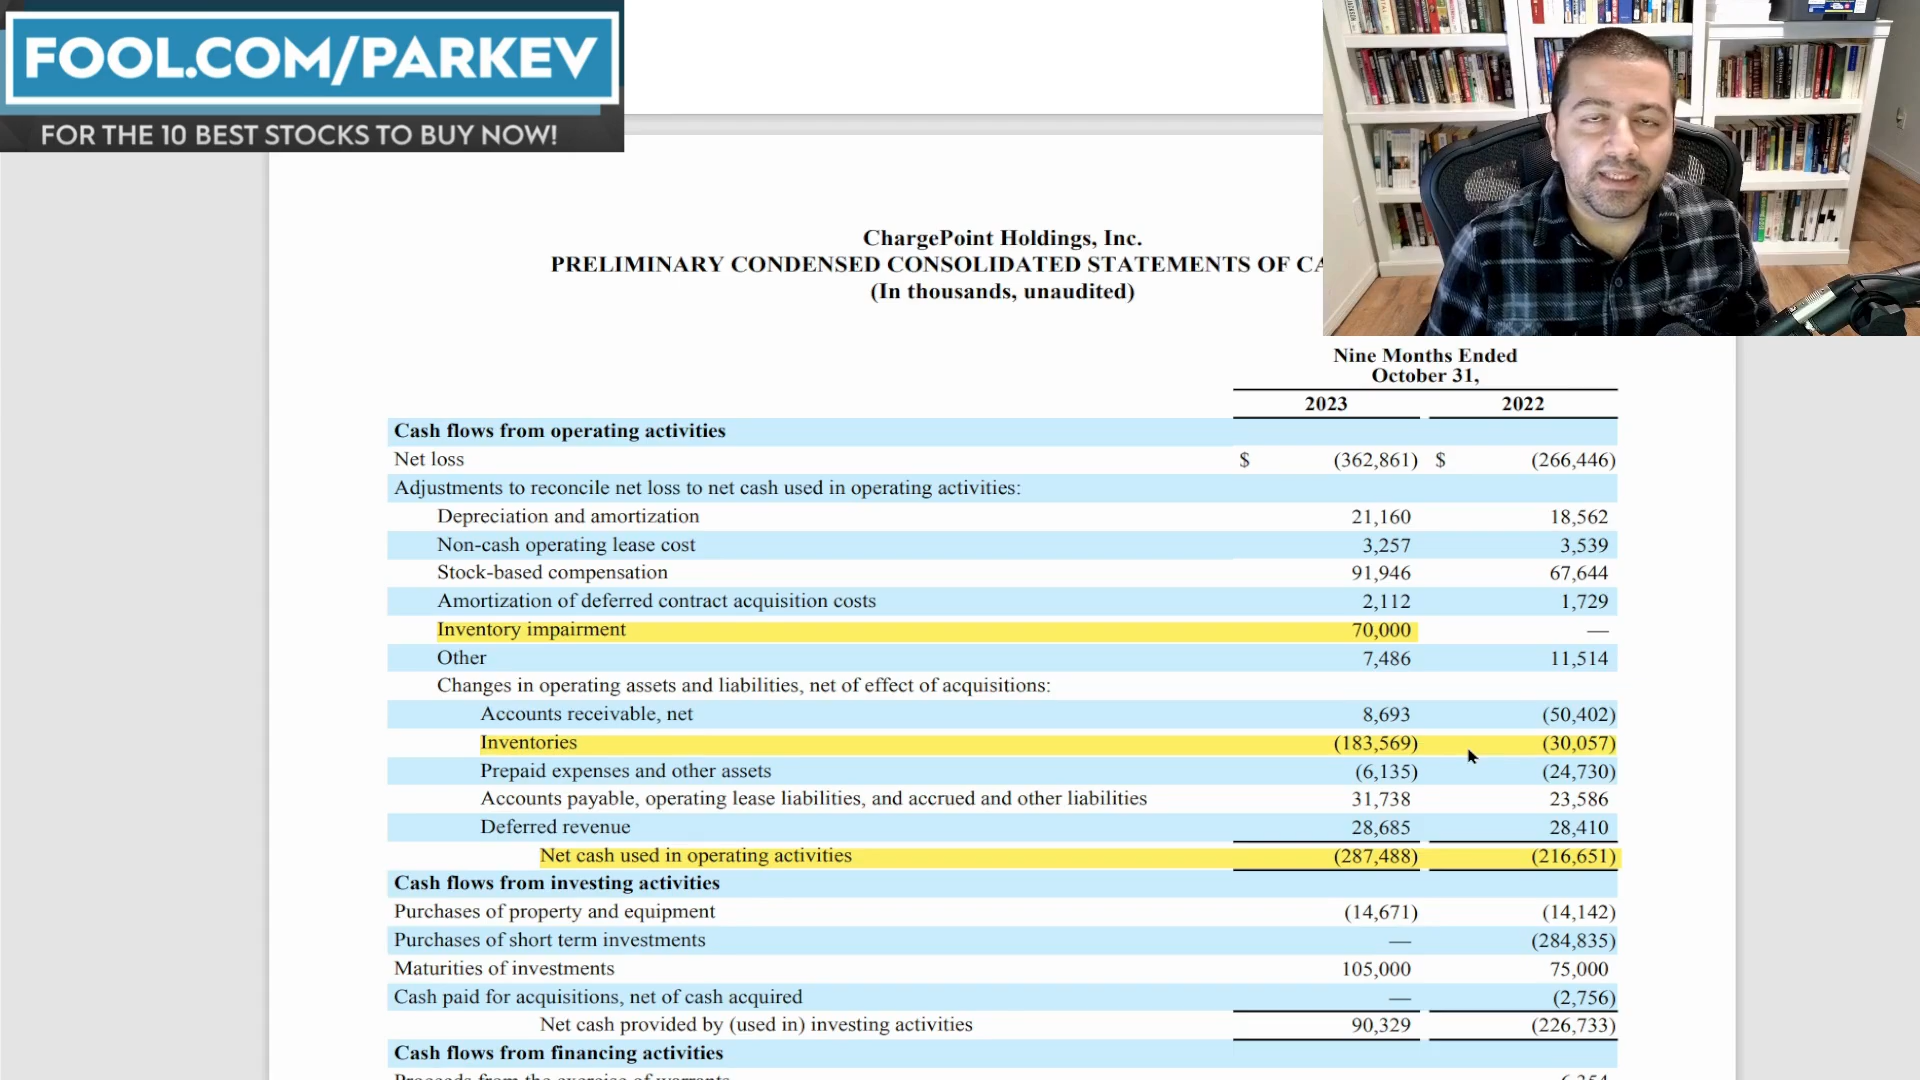 FOOL.COM/PARKEV
FOR THE 10 BEST STOCKS TO BUY NOW!
ChargePoint Holdings, Inc.
PRELIMINARY CONDENSED CONSOLIDATED STATEMENTS OF
(In thousands, unaudited)
Nine Months Ended
October 31,
2023 2022
Cash flows from operating activities
Net loss $ (362,861) $ (266,446)
Adjustments to reconcile net loss to net cash used in operating activities:
Depreciation and amortization 21,160 18,562
Non-cash operating lease cost 3,257 3,539
Stock-based compensation 91,946 67,644
Amortization of deferred contract acquisition costs 2,112 1,729
Inventory impairment 70,000 —
Other 7,486 11,514
Changes in operating assets and liabilities, net of effect of acquisitions:
Accounts receivable, net 8,693 (50,402)
Inventories (183,569) (30,057)
Prepaid expenses and other assets (6,135) (24,730)
Accounts payable, operating lease liabilities, and accrued and other liabilities 31,738 23,586
Deferred revenue 28,685 28,410
Net cash used in operating activities (287,488) (216,651)
Cash flows from investing activities
Purchases of property and equipment (14,671) (14,142)
Purchases of short term investments — (284,835)
Maturities of investments 105,000 75,000
Cash paid for acquisitions, net of cash acquired — (2,756)
Net cash provided by (used in) investing activities 90,329 (226,733)
Cash flows from financing activities